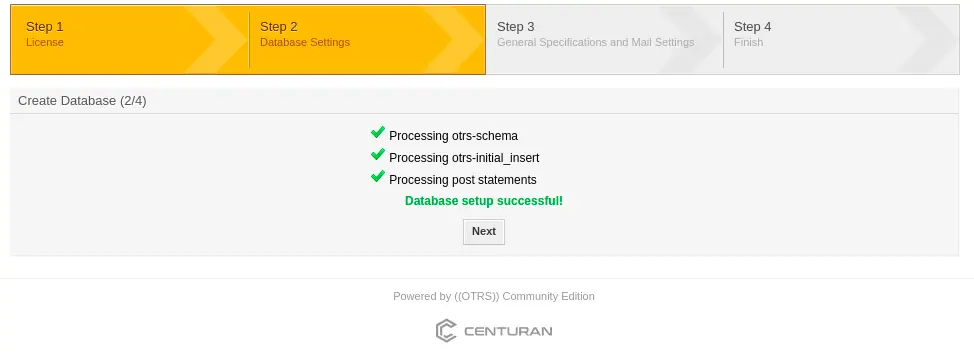 Step 1
License
Step 2
Database Settings
Step 3
General Specifications and Mail Settings
Step 4
Finish
Create Database (2/4)
Processing otrs-schema
Processing otrs-initial_insert
Processing post statements
Database setup successful!
Next
Powered by ((OTRS)) Community Edition
CENTURAN